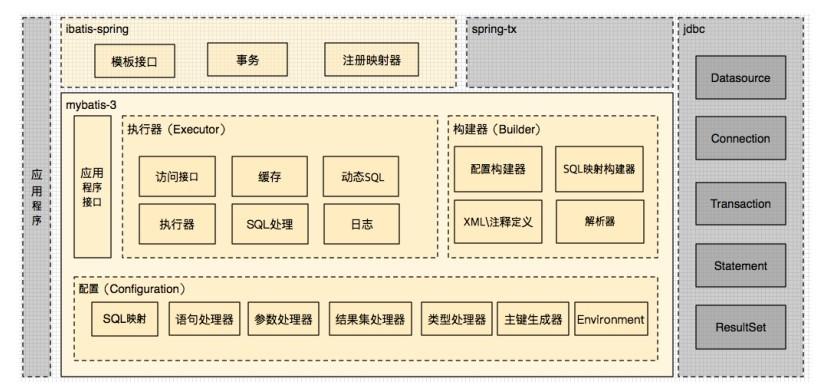 ibatis-spring
模板接口
事务
注册映射器
spring-tx
jdbc
Datasource
Connection
Transaction
Statement
ResultSet
应
用
程
序
mybatis-3
应用
程序
接口
执行器（Executor）
访问接口
缓存
动态SQL
执行器
SQL处理
日志
构建器（Builder）
配置构建器
SQL映射构建器
XML\注释定义
解析器
配置（Configuration）
SQL映射
语句处理器
参数处理器
结果集处理器
类型处理器
主键生成器
Environment